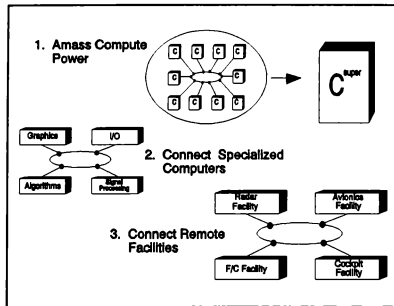 1. Amass Compute
Power
C C C C
C C
C C C C
C super
Graphics I/O
Algorithms Signal
Processing
2. Connect Specialized
Computers
Radar
Facility
Avionics
Facility
3. Connect Remote
Facilities
F/C Facility
Cockpit
Facility